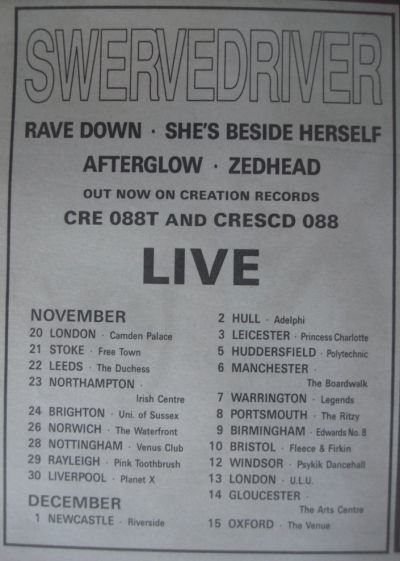 SWERVEDRIVER
RAVE DOWN · SHE'S BESIDE HERSELF
AFTERGLOW · ZEDHEAD
OUT NOW ON CREATION RECORDS
CRE 088T AND CRESCD 088
LIVE
NOVEMBER
20 LONDON · Camden Palace
21 STOKE · Free Town
22 LEEDS · The Duchess
23 NORTHAMPTON ·
Irish Centre
24 BRIGHTON · Uni. of Sussex
26 NORWICH · The Waterfront
28 NOTTINGHAM · Venus Club
29 RAYLEIGH · Pink Toothbrush
30 LIVERPOOL · Planet X
DECEMBER
1 NEWCASTLE · Riverside
2 HULL · Adelphi
3 LEICESTER · Princess Charlotte
5 HUDDERSFIELD · Polytechnic
6 MANCHESTER ·
The Boardwalk
7 WARRINGTON · Legends
8 PORTSMOUTH · The Ritzy
9 BIRMINGHAM · Edwards No. 8
10 BRISTOL · Fleece & Firkin
12 WINDSOR · Psykik Dancehall
13 LONDON · U.L.U.
14 GLOUCESTER ·
The Arts Centre
15 OXFORD · The Venue